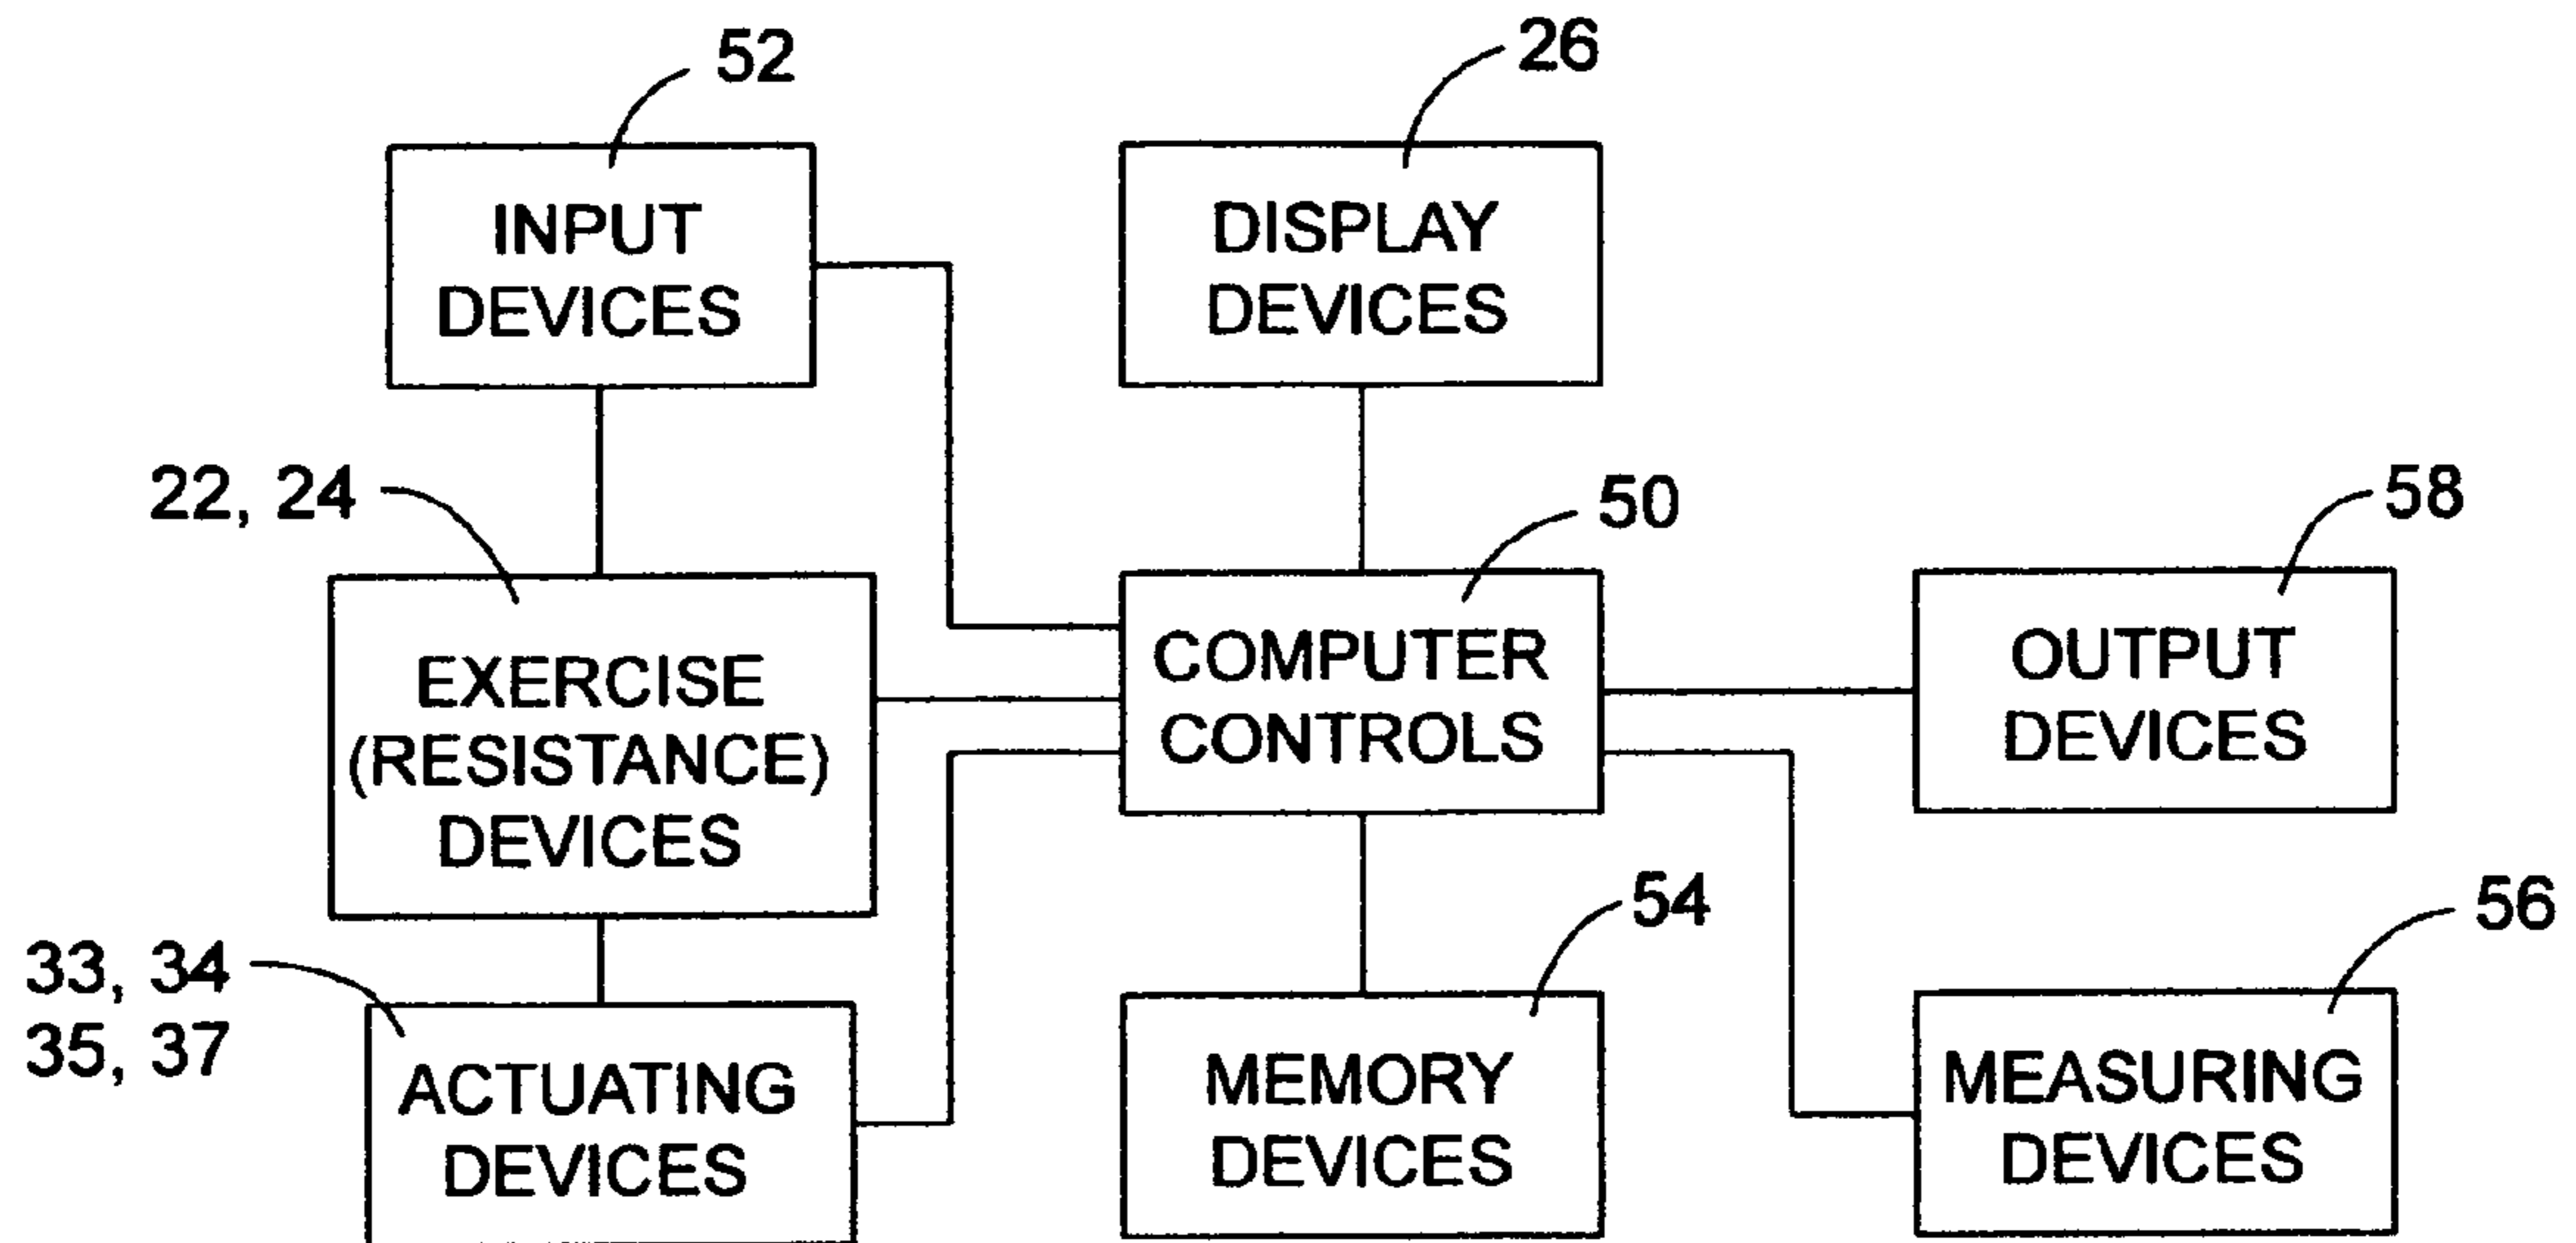 52
26
INPUT
DEVICES
DISPLAY
DEVICES
22, 24
50
58
EXERCISE
(RESISTANCE)
DEVICES
COMPUTER
CONTROLS
OUTPUT
DEVICES
33, 34
35, 37
54
56
ACTUATING
DEVICES
MEMORY
DEVICES
MEASURING
DEVICES